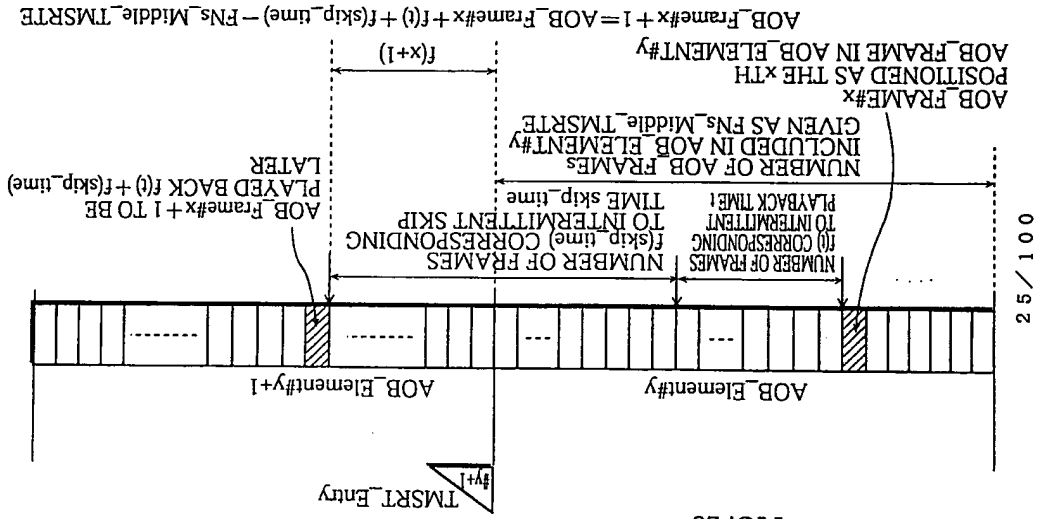 TMSRT_Entry
#y+1
AOB_Element#y
AOB_Element#y+1
NUMBER OF FRAMES
f(t) CORRESPONDING
TO INTERMITTENT
PLAYBACK TIME t
NUMBER OF FRAMES
f(skip_time) CORRESPONDING
TO INTERMITTENT SKIP
TIME skip_time
AOB_Frame#x+1 TO BE
PLAYED BACK f(t)+f(skip_time)
LATER
NUMBER OF AOB_FRAMEs
INCLUDED IN AOB_ELEMENT#y
GIVEN AS FNs_Middle_TMSRTE
AOB_FRAME#x
POSITIONED AS THE xTH
AOB_FRAME IN AOB_ELEMENT#y
f(x+1)
AOB_Frame#x+1=AOB_Frame#x+f(t)+f(skip_time)-FNs_Middle_TMSRTE
25/100